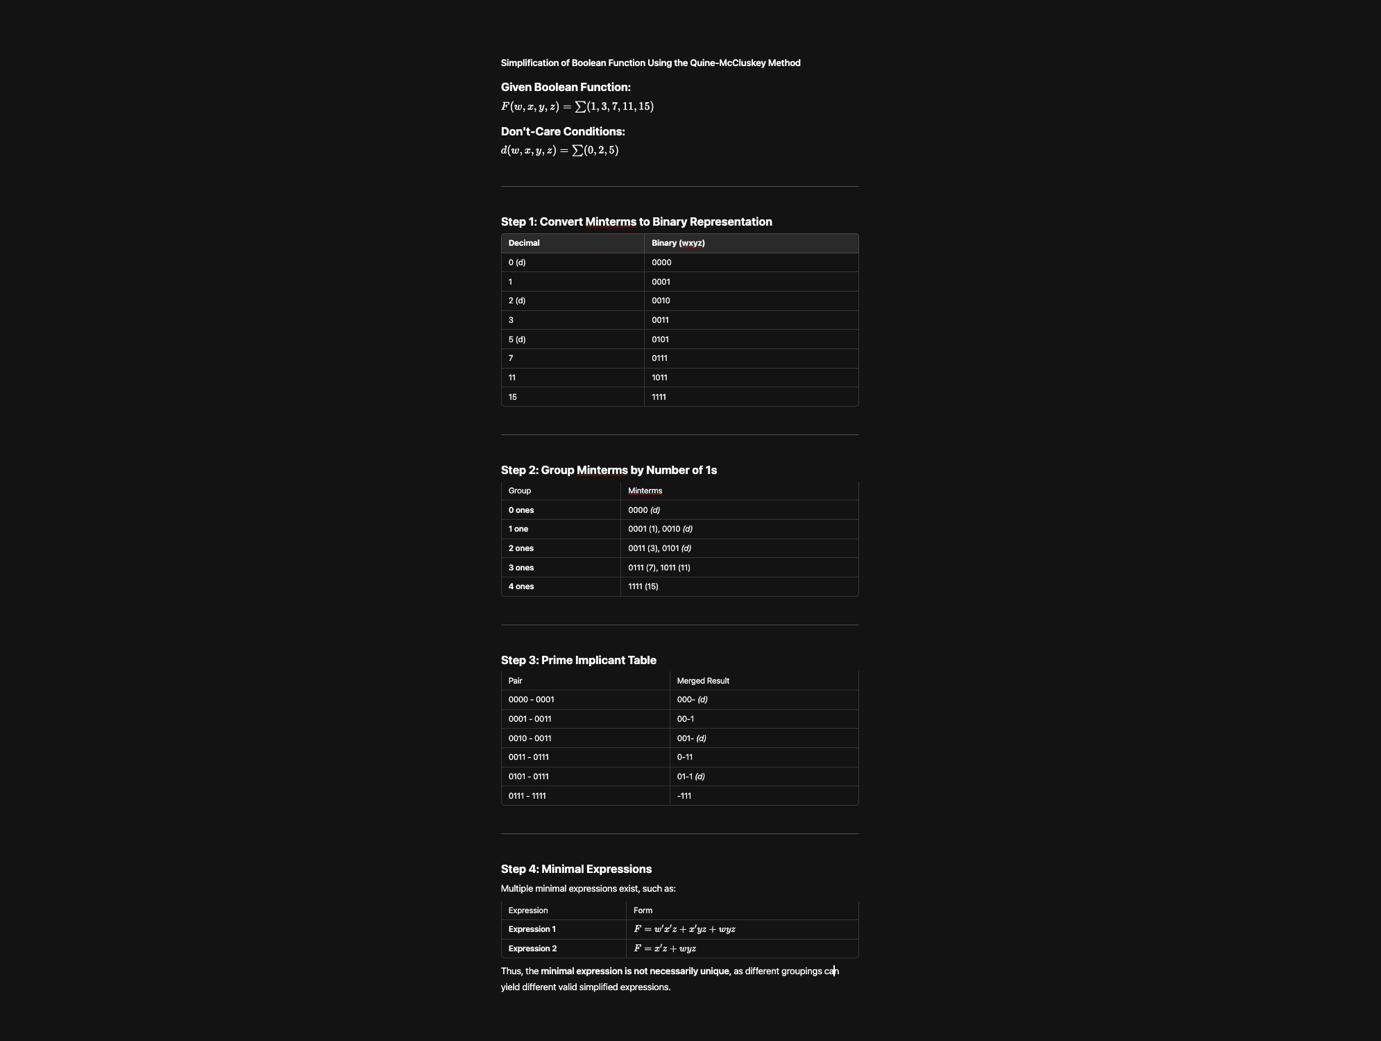 Simplification of Boolean Function Using the Quine-McCluskey Method
Given Boolean Function:
F(w, x, y, z) = ∑(1, 3, 7, 11, 15)
Don't-Care Conditions:
d(w, x, y, z) = ∑(0, 2, 5)
Step 1: Convert Minterms to Binary Representation
Decimal Binary (wxyz)
0 (d) 0000
1 0001
2 (d) 0010
3 0011
5 (d) 0101
7 0111
11 1011
15 1111
Step 2: Group Minterms by Number of 1s
Group Minterms
0 ones 0000 (d)
1 one 0001 (1), 0010 (d)
2 ones 0011 (3), 0101 (d)
3 ones 0111 (7), 1011 (11)
4 ones 1111 (15)
Step 3: Prime Implicant Table
Pair Merged Result
0000 - 0001 000- (d)
0001 - 0011 00-1
0010 - 0011 001- (d)
0011 - 0111 0-11
0101 - 0111 01-1 (d)
0111 - 1111 -111
Step 4: Minimal Expressions
Multiple minimal expressions exist, such as:
Expression Form
Expression 1 F = w'x'z + x'yz + wyz
Expression 2 F = x'z + wyz
Thus, the minimal expression is not necessarily unique, as different groupings can
yield different valid simplified expressions.